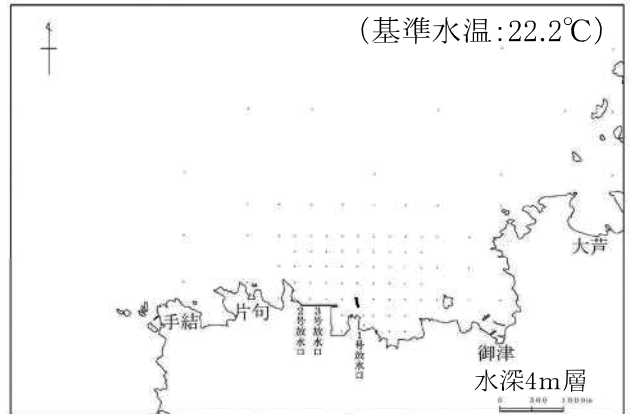 (基準水温:22.2℃)
大芦
手結
片句
2号放水口
3号放水口
1号放水口
御津
水深4m層
0 500 1000m